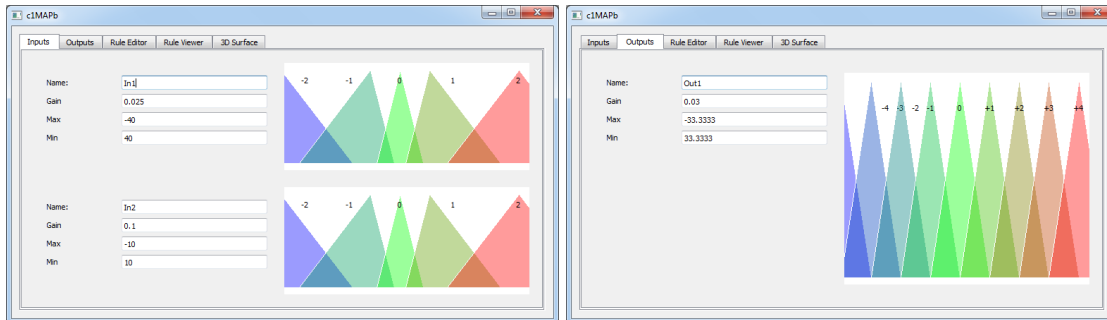 c1MAPb
Inputs Outputs Rule Editor Rule Viewer 3D Surface
Name: In1
Gain 0.025
Max -40
Min 40
-2 -1 0 1 2
Name: In2
Gain 0.1
Max -10
Min 10
-2 -1 0 1 2
c1MAPb
Inputs Outputs Rule Editor Rule Viewer 3D Surface
Name: Out1
Gain 0.03
Max -33.3333
Min 33.3333
-4 -3 -2 -1 0 +1 +2 +3 +4